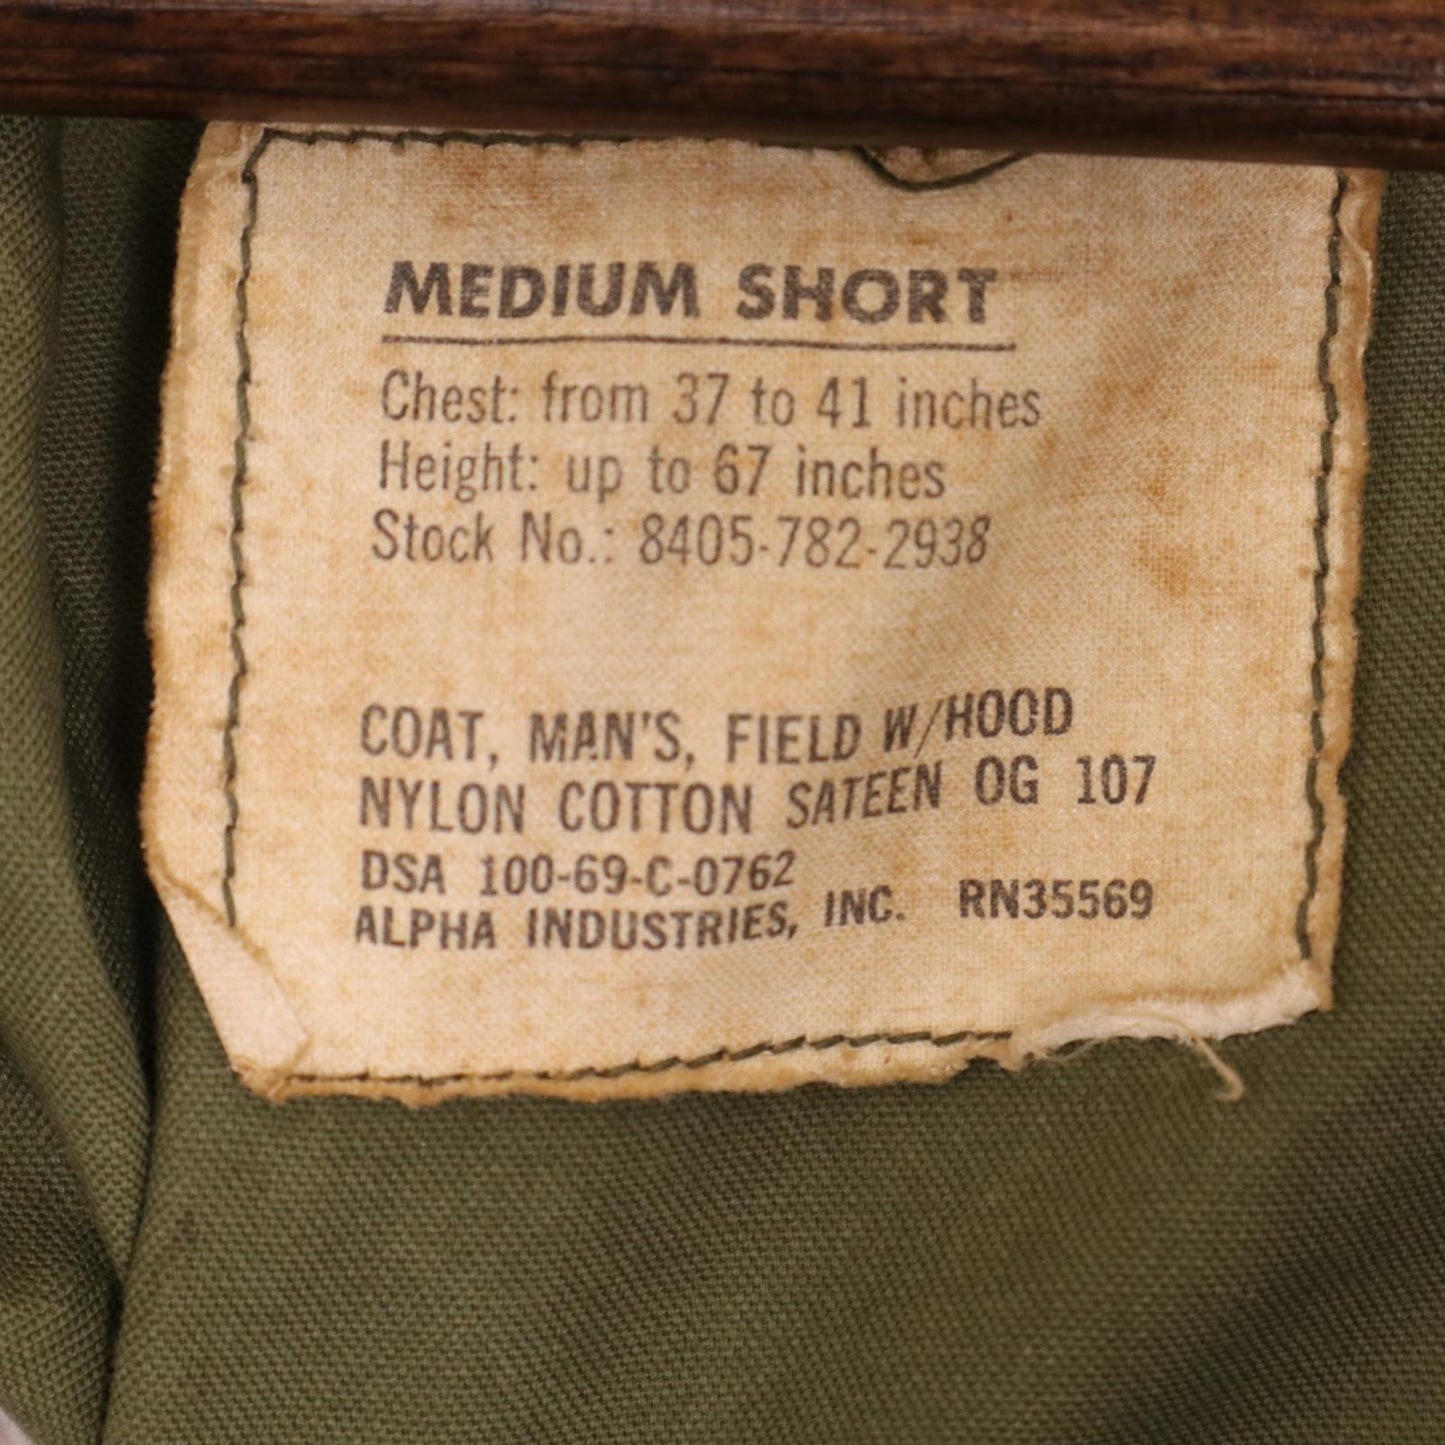 MEDIUM SHORT
Chest: from 37 to 41 inches
Height: up to 67 inches
Stock No.: 8405-782-2938
COAT, MAN'S, FIELD W/HOOD
NYLON COTTON SATEEN OG 107
DSA 100-69-C-0762
ALPHA INDUSTRIES, INC. RN35569